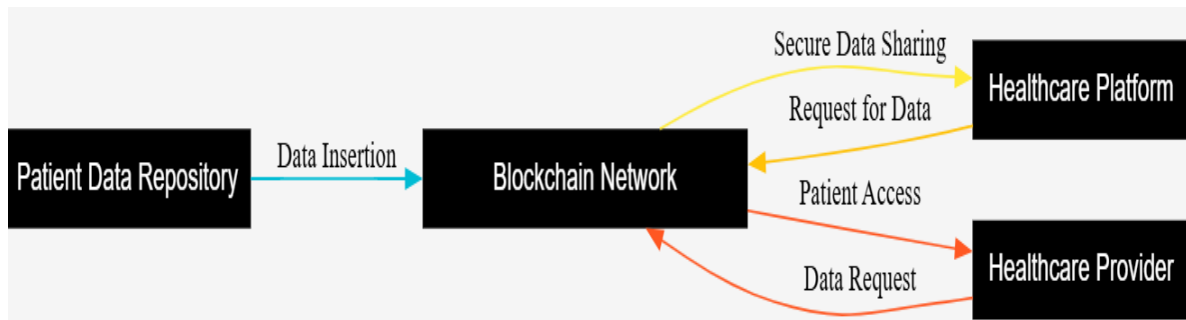 Secure Data Sharing
Healthcare Platform
Request for Data
Data Insertion
Patient Data Repository
Blockchain Network
Patient Access
Healthcare Provider
Data Request